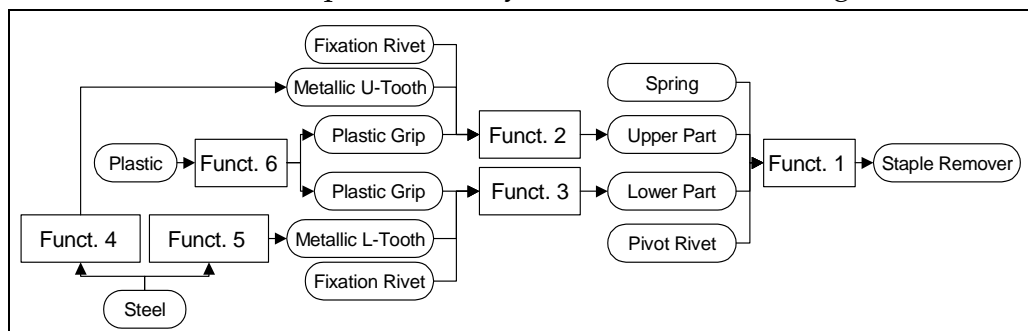 Fixation Rivet
Metallic U-Tooth
Spring
Plastic Grip
Funct. 2
Upper Part
Plastic
Funct. 6
Funct. 1
Staple Remover
Plastic Grip
Funct. 3
Lower Part
Funct. 4
Funct. 5
Metallic L-Tooth
Pivot Rivet
Fixation Rivet
Steel